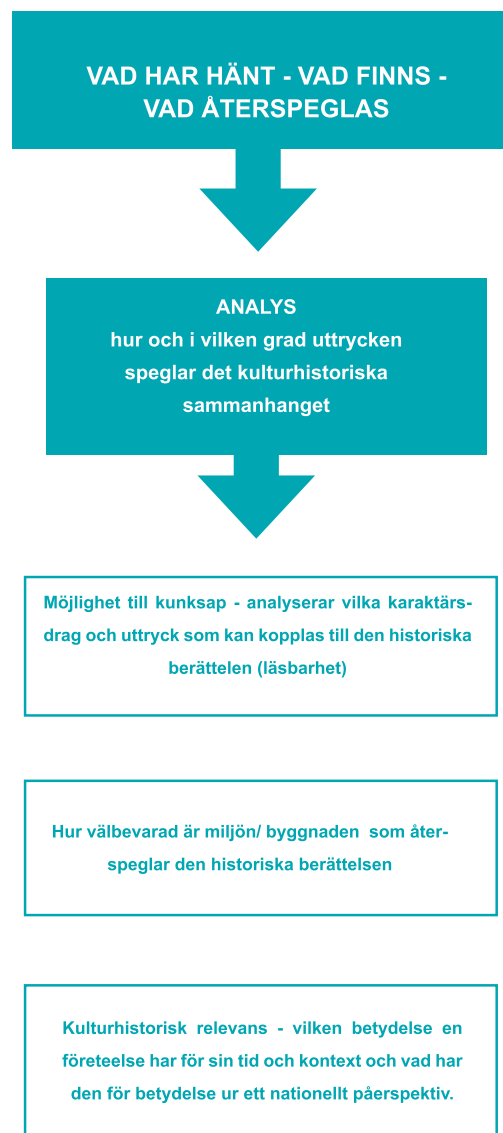 VAD HAR HÄNT - VAD FINNS -
VAD ÅTERSPEGLAS
ANALYS
hur och i vilken grad uttrycken
speglar det kulturhistoriska
sammanhanget
Möjlighet till kunksap - analyserar vilka karaktärs-
drag och uttryck som kan kopplas till den historiska
berättelen (läsbarhet)
Hur välbevarad är miljön/ byggnaden  som åter-
speglar den historiska berättelsen
Kulturhistorisk relevans - vilken betydelse en
företeelse har för sin tid och kontext och vad har
den för betydelse ur ett nationellt påerspektiv.